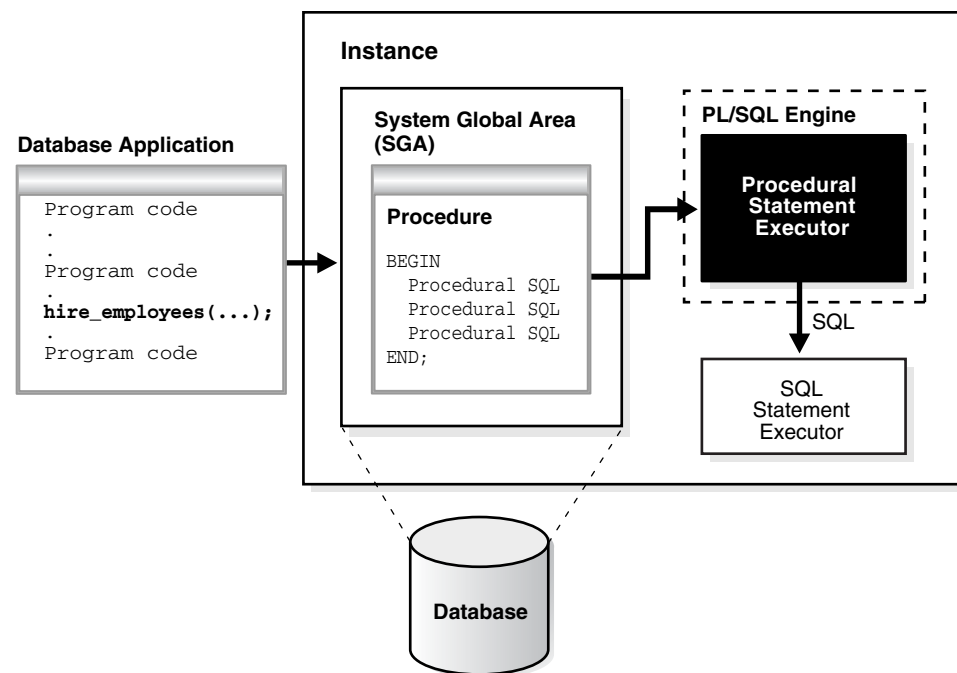 Instance
Database Application
Program code
.
.
Program code
.
hire_employees(...);
.
Program code
System Global Area
(SGA)
Procedure
BEGIN
Procedural SQL
Procedural SQL
Procedural SQL
END;
PL/SQL Engine
Procedural
Statement
Executor
SQL
SQL
Statement
Executor
Database